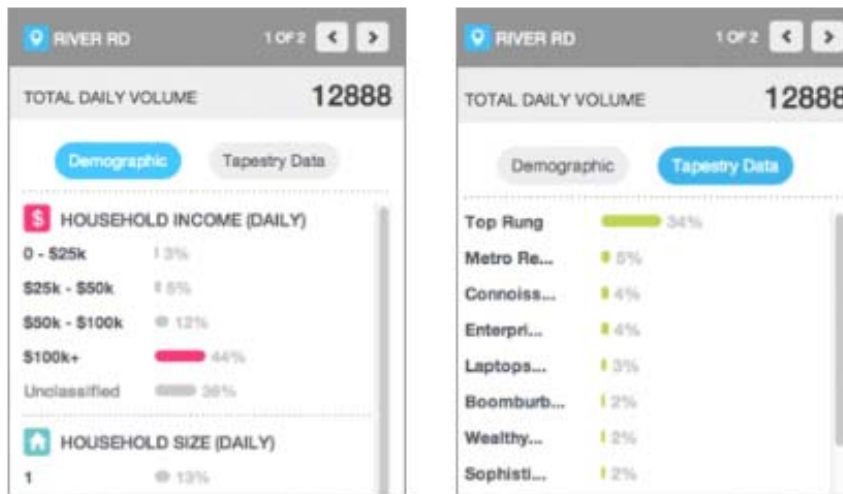 RIVER RD 1 OF 2
TOTAL DAILY VOLUME 12888
Demographic Tapestry Data
HOUSEHOLD INCOME (DAILY)
0 - $25k 3%
$25k - $50k 5%
$50k - $100k 12%
$100k+ 44%
Unclassified 36%
HOUSEHOLD SIZE (DAILY)
1 13%
RIVER RD 1 OF 2
TOTAL DAILY VOLUME 12888
Demographic Tapestry Data
Top Rung 34%
Metro Re... 5%
Connoiss... 4%
Enterpri... 4%
Laptops... 3%
Boomburb... 2%
Wealthy... 2%
Sophisti... 2%